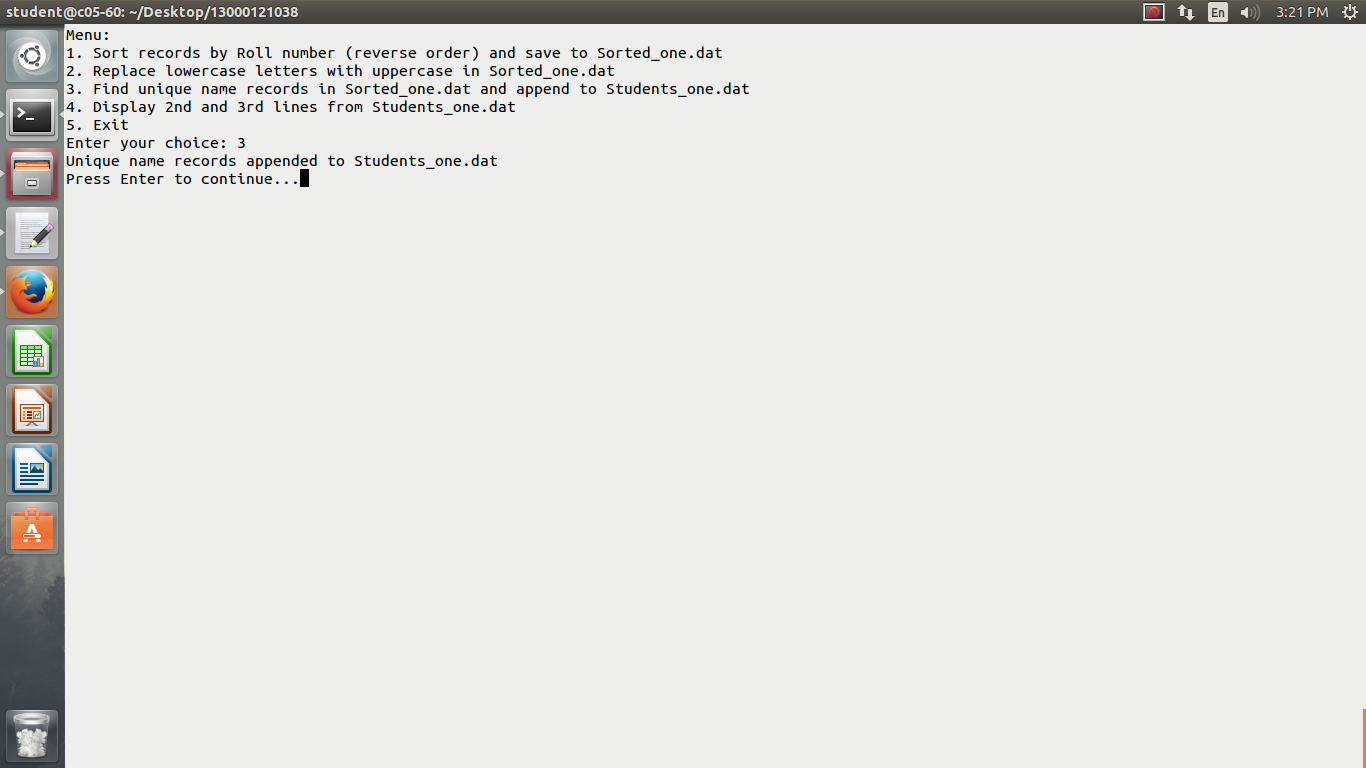 student@c05-60: ~/Desktop/13000121038
En
3:21 PM
Menu:
1. Sort records by Roll number (reverse order) and save to Sorted_one.dat
2. Replace lowercase letters with uppercase in Sorted_one.dat
3. Find unique name records in Sorted_one.dat and append to Students_one.dat
4. Display 2nd and 3rd lines from Students_one.dat
5. Exit
Enter your choice: 3
Unique name records appended to Students_one.dat
Press Enter to continue...